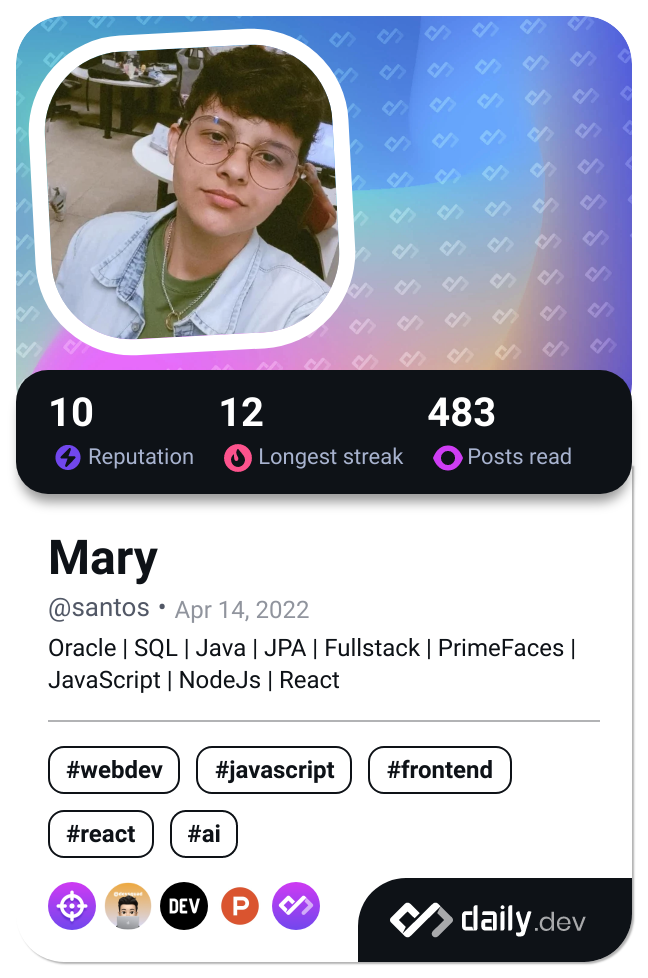 10 12 483
Reputation Longest streak Posts read
Mary
@santos • Apr 14, 2022
Oracle | SQL | Java | JPA | Fullstack | PrimeFaces |
JavaScript | NodeJs | React
#webdev #javascript #frontend
#react #ai
DEV P
daily.dev